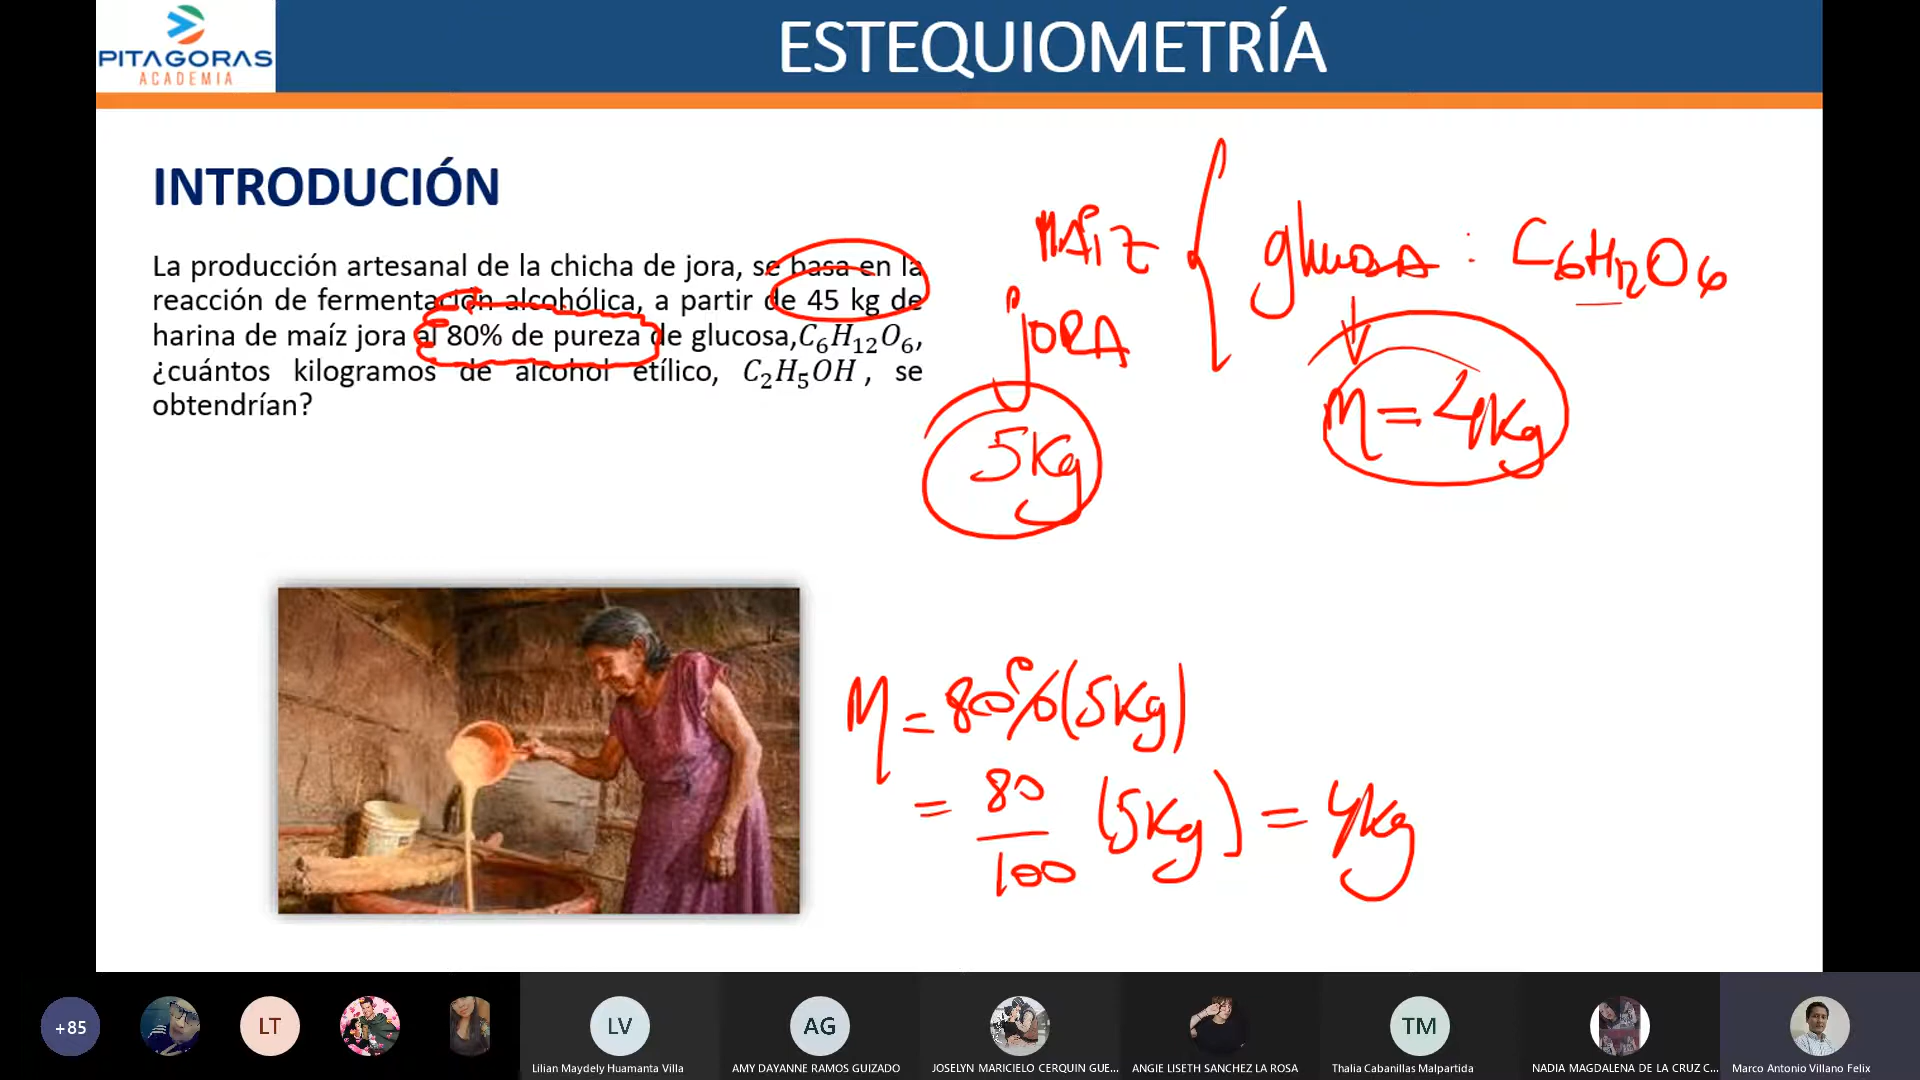 PITAGORAS
ACADEMIA
ESTEQUIOMETRÍA
INTRODUCIÓN
La producción artesanal de la chicha de jora, se basa en la
reacción de fermentación alcohólica, a partir de 45 kg de
harina de maíz jora al 80% de pureza de glucosa,C₆H₁₂O₆,
¿cuántos kilogramos de alcohol etílico, C₂H₅OH , se
obtendrían?
MAÍZ
JORA
5Kg
glucosa : C₆H₁₂O₆
m = 4Kg
m = 80%(5Kg)
= 80/100 (5Kg) = 4Kg
+85
LT
LV
AG
TM
Lilian Maydely Huamanta Villa
AMY DAYANNE RAMOS GUIZADO
JOSELYN MARICIELO CERQUIN GUE...
ANGIE LISETH SANCHEZ LA ROSA
Thalia Cabanillas Malpartida
NADIA MAGDALENA DE LA CRUZ C...
Marco Antonio Villano Felix